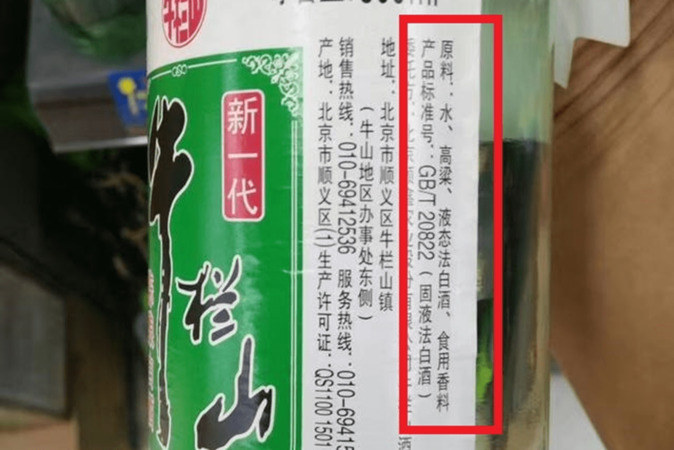 新一代
牛栏山
原料：水、高粱、液态法白酒、食用香料
产品标准号：GB/T 20822（固液法白酒）
地址：北京市顺义区牛栏山镇
（牛山地区办事处东侧）
销售热线：010-69412536 服务热线：010-6941
产地：北京市顺义区(1) 生产许可证：QS1100 1501